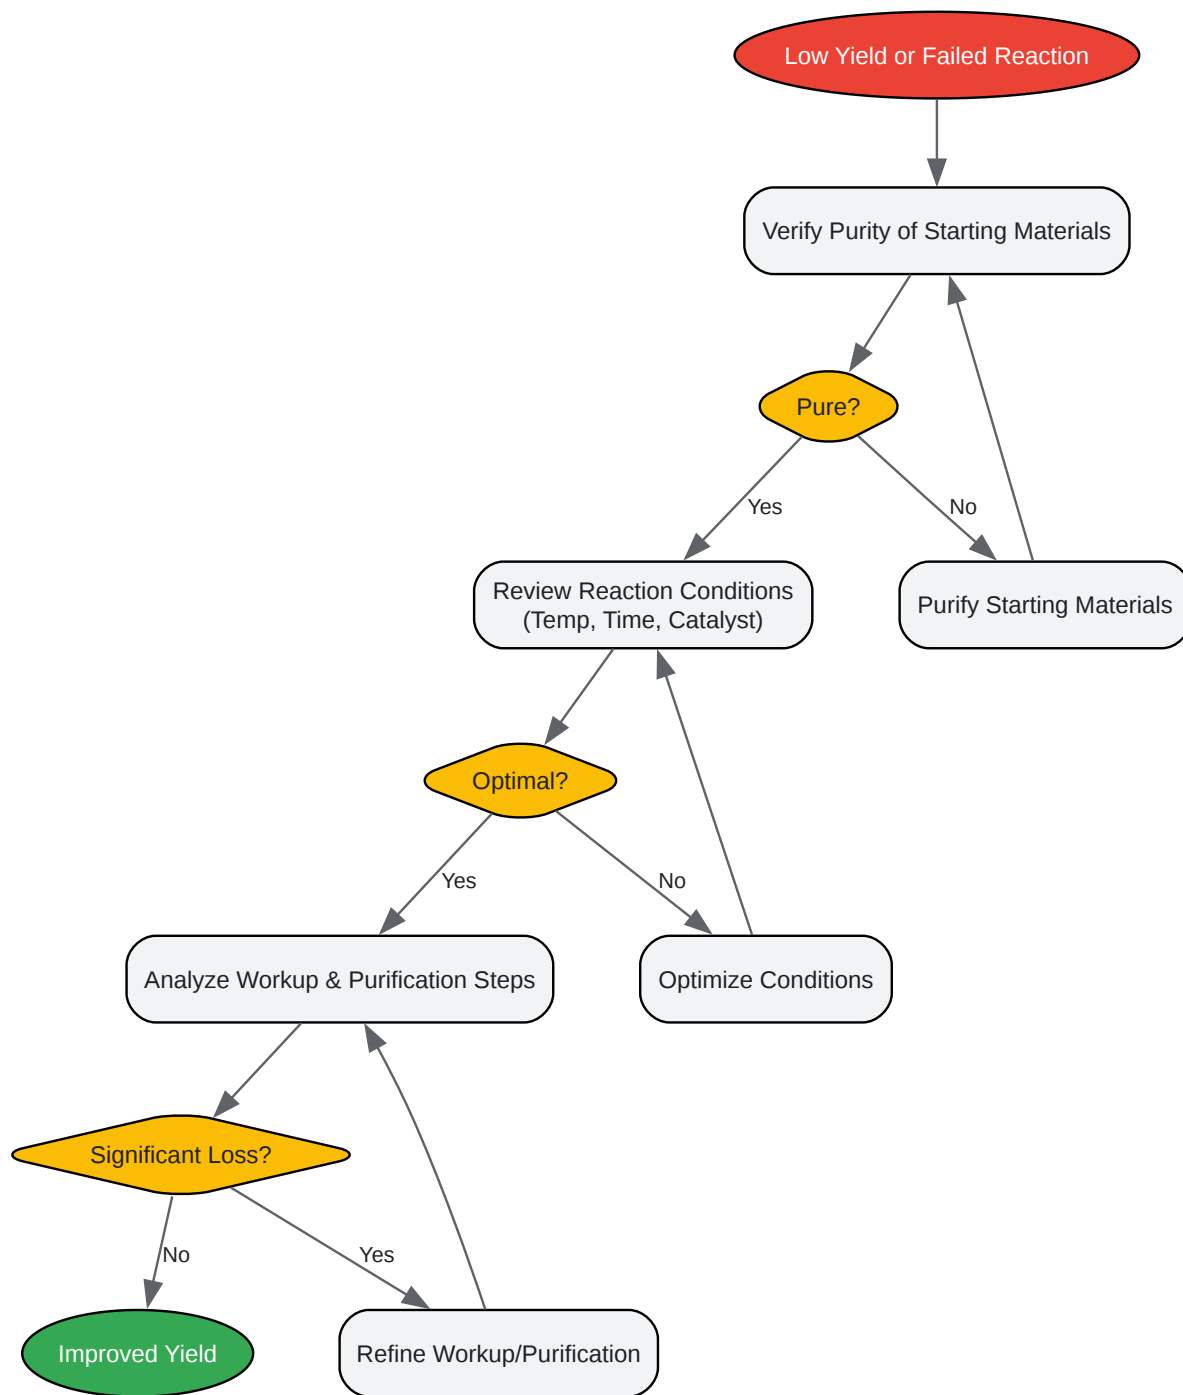 Low Yield or Failed Reaction
Verify Purity of Starting Materials
Pure?
Yes
No
Review Reaction Conditions
(Temp, Time, Catalyst)
Purify Starting Materials
Optimal?
Yes
No
Analyze Workup & Purification Steps
Optimize Conditions
Significant Loss?
No
Yes
Improved Yield
Refine Workup/Purification